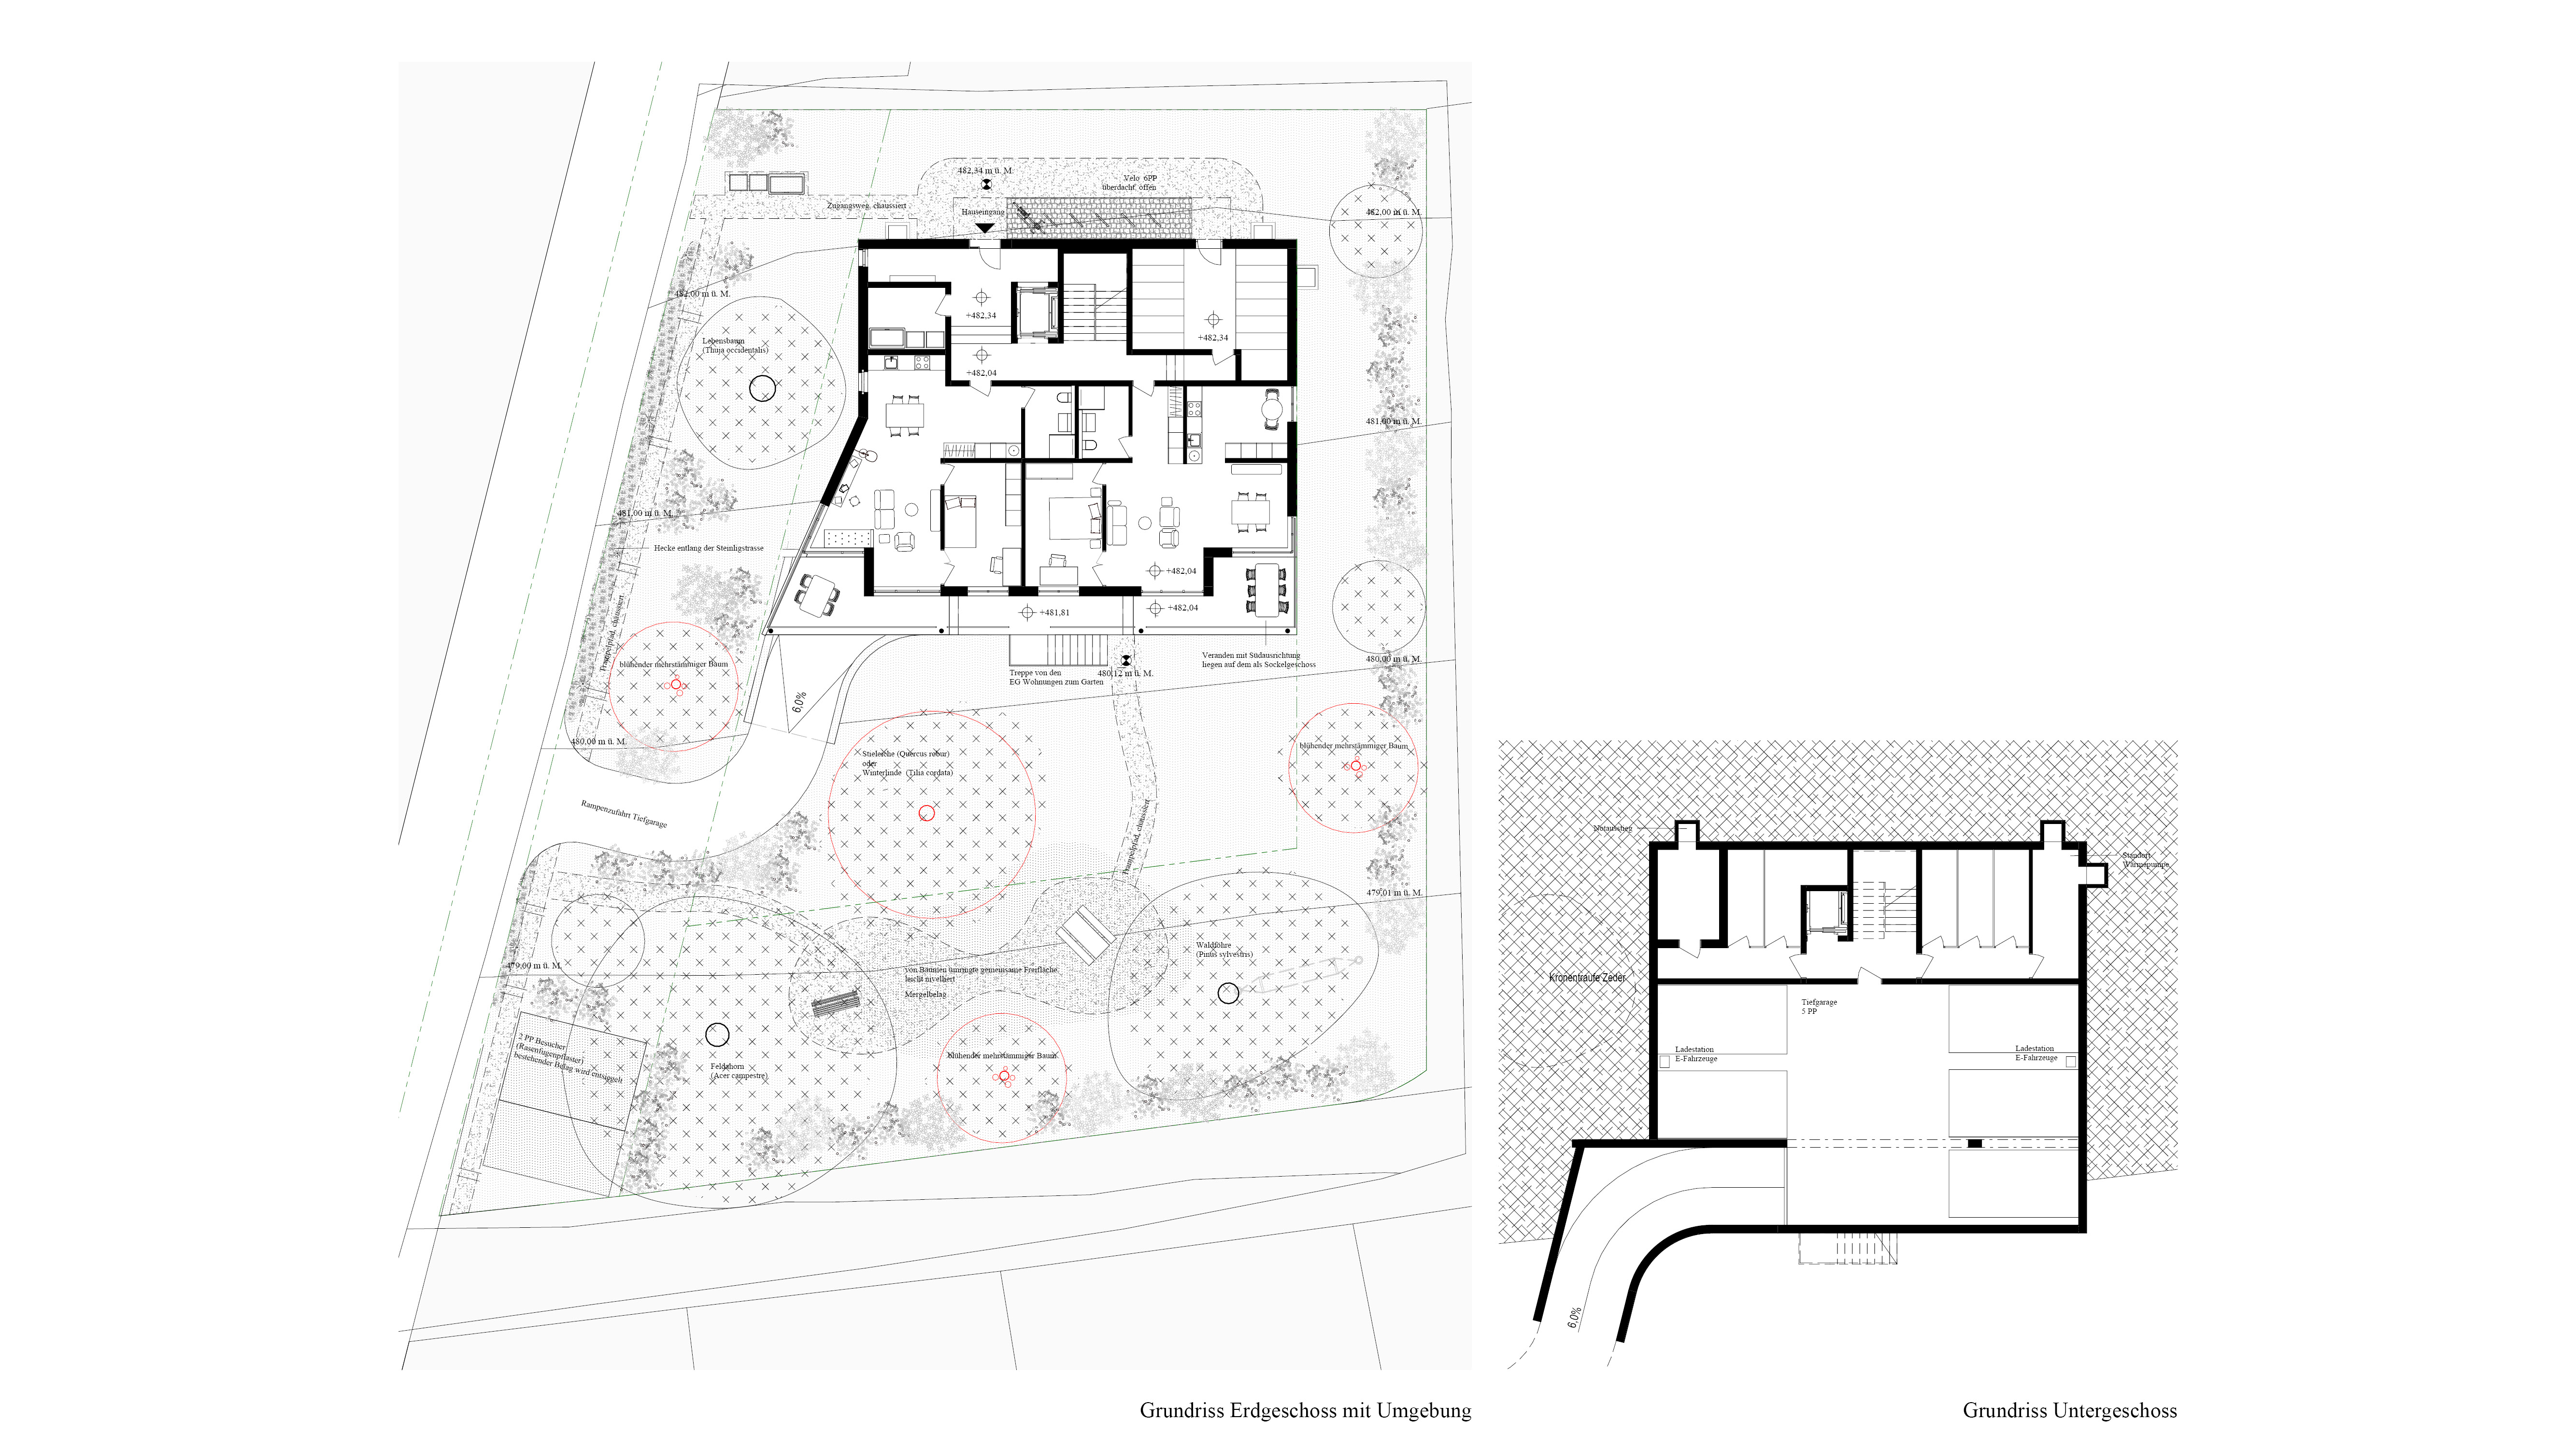 482,34 m ü. M.
Velo 6PP
überdacht, offen
Zugangsweg, chaussiert
Hauseingang
482,00 m ü. M.
482,00 m ü. M.
+482,34
+482,34
Lebensbaum
(Thuja occidentalis)
+482,04
481,00 m ü. M.
481,00 m ü. M.
Hecke entlang der Steinligstrasse
+482,04
+481,81
+482,04
Trampelpfad, chaussiert
blühender mehrstämmiger Baum
Veranden mit Südausrichtung
liegen auf dem als Sockelgeschoss
480,00 m ü. M.
Treppe von den
EG Wohnungen zum Garten
480,12 m ü. M.
6,0%
480,00 m ü. M.
blühender mehrstämmiger Baum
Stieleiche (Quercus robur)
oder
Winterlinde (Tilia cordata)
Rampenzufahrt Tiefgarage
Trampelpfad, chaussiert
479,01 m ü. M.
Waldföhre
(Pinus sylvestris)
479,00 m ü. M.
von Bäumen umringte gemeinsame Freifläche,
leicht nivelliert
Mergelbelag
2 PP Besucher
(Rasenfugenpflaster)
bestehender Belag wird entsiegelt
Feldahorn
(Acer campestre)
blühender mehrstämmiger Baum
Grundriss Erdgeschoss mit Umgebung
Notausstieg
Standort
Wärmepumpe
Kronentraufe Zeder
Tiefgarage
5 PP
Ladestation
E-Fahrzeuge
Ladestation
E-Fahrzeuge
6,0%
Grundriss Untergeschoss